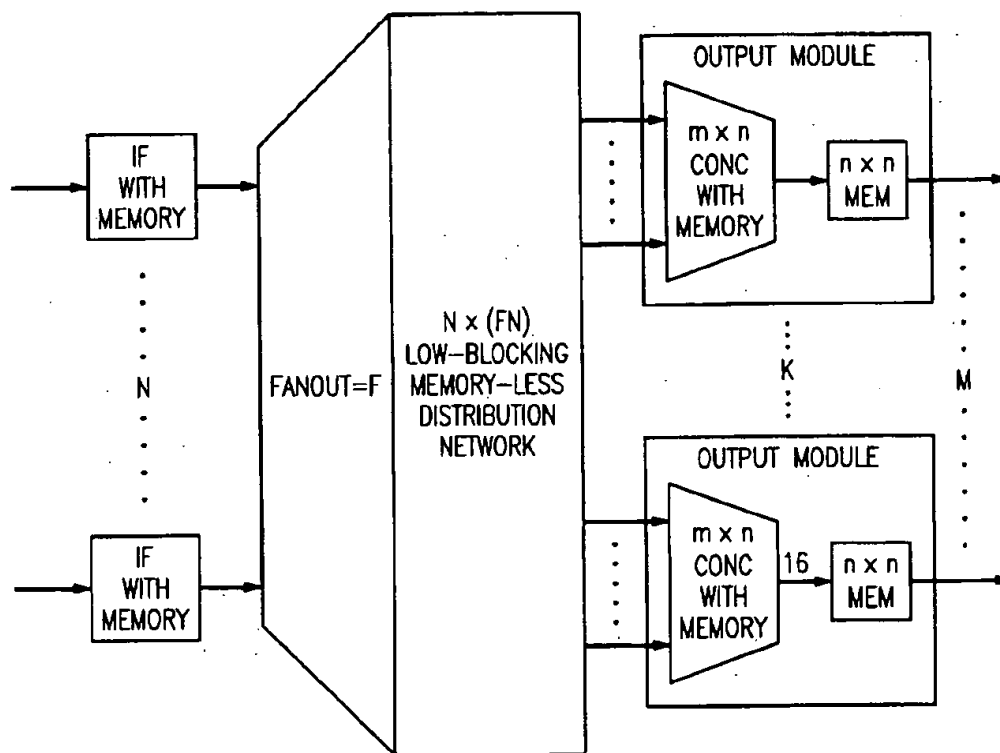 IF
WITH
MEMORY
N
IF
WITH
MEMORY
FANOUT=F
N x (FN)
LOW-BLOCKING
MEMORY-LESS
DISTRIBUTION
NETWORK
OUTPUT MODULE
m x n
CONC
WITH
MEMORY
n x n
MEM
K
M
OUTPUT MODULE
m x n
CONC
WITH
MEMORY
16
n x n
MEM